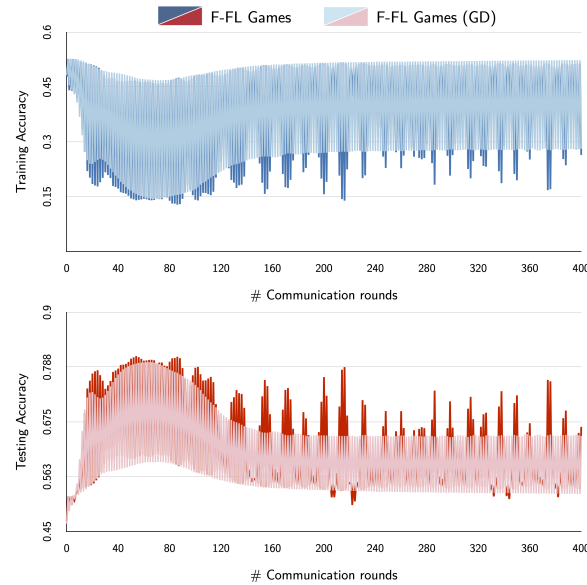 F-FL Games F-FL Games (GD)
0.6
0.45
0.3
0.15
Training Accuracy
0 40 80 120 160 200 240 280 320 360 400
# Communication rounds
0.9
0.788
0.675
0.563
0.45
Testing Accuracy
0 40 80 120 160 200 240 280 320 360 400
# Communication rounds